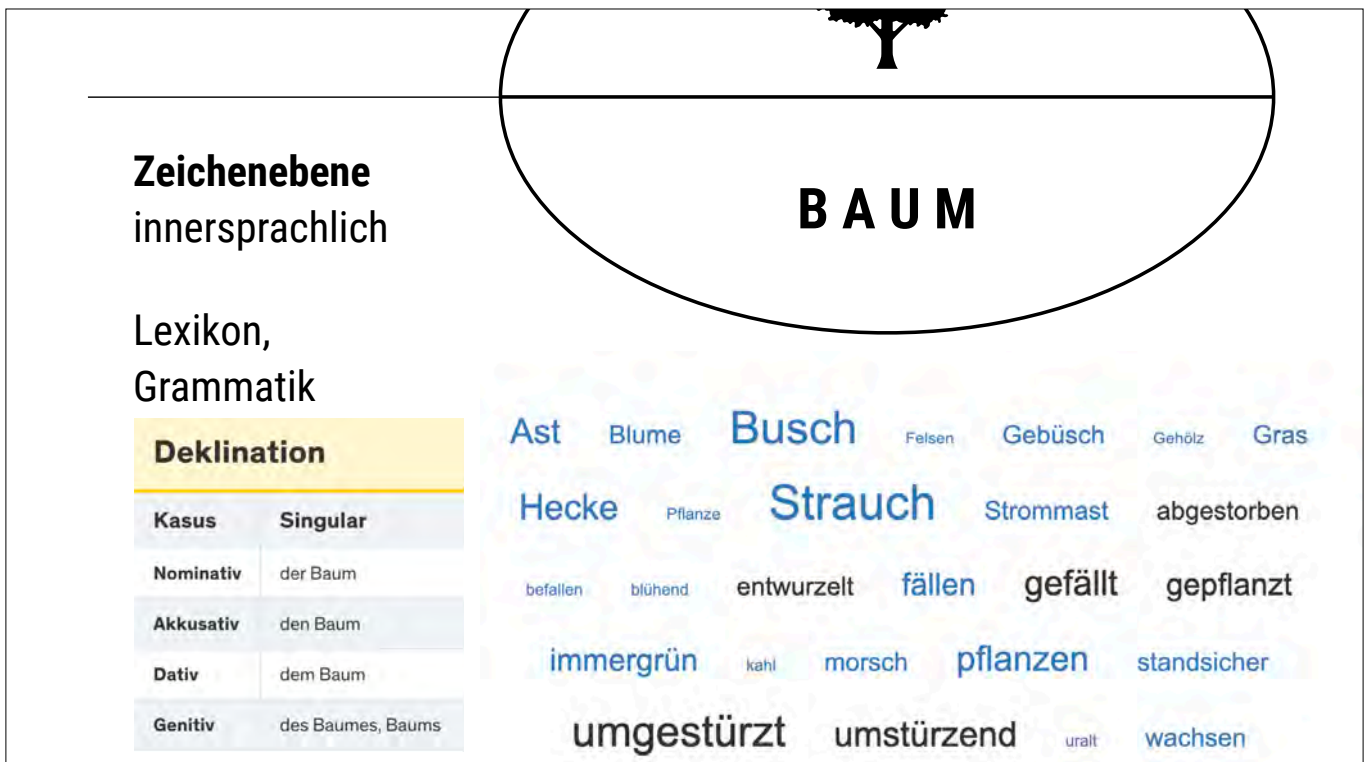 Zeichenebene
innersprachlich
BAUM
Lexikon,
Grammatik
Deklination
Kasus Singular
Nominativ der Baum
Akkusativ den Baum
Dativ dem Baum
Genitiv des Baumes, Baums
Ast Blume Busch Felsen Gebüsch Gehölz Gras
Hecke Pflanze Strauch Strommast abgestorben
befallen blühend entwurzelt fällen gefällt gepflanzt
immergrün kahl morsch pflanzen standsicher
umgestürzt umstürzend uralt wachsen